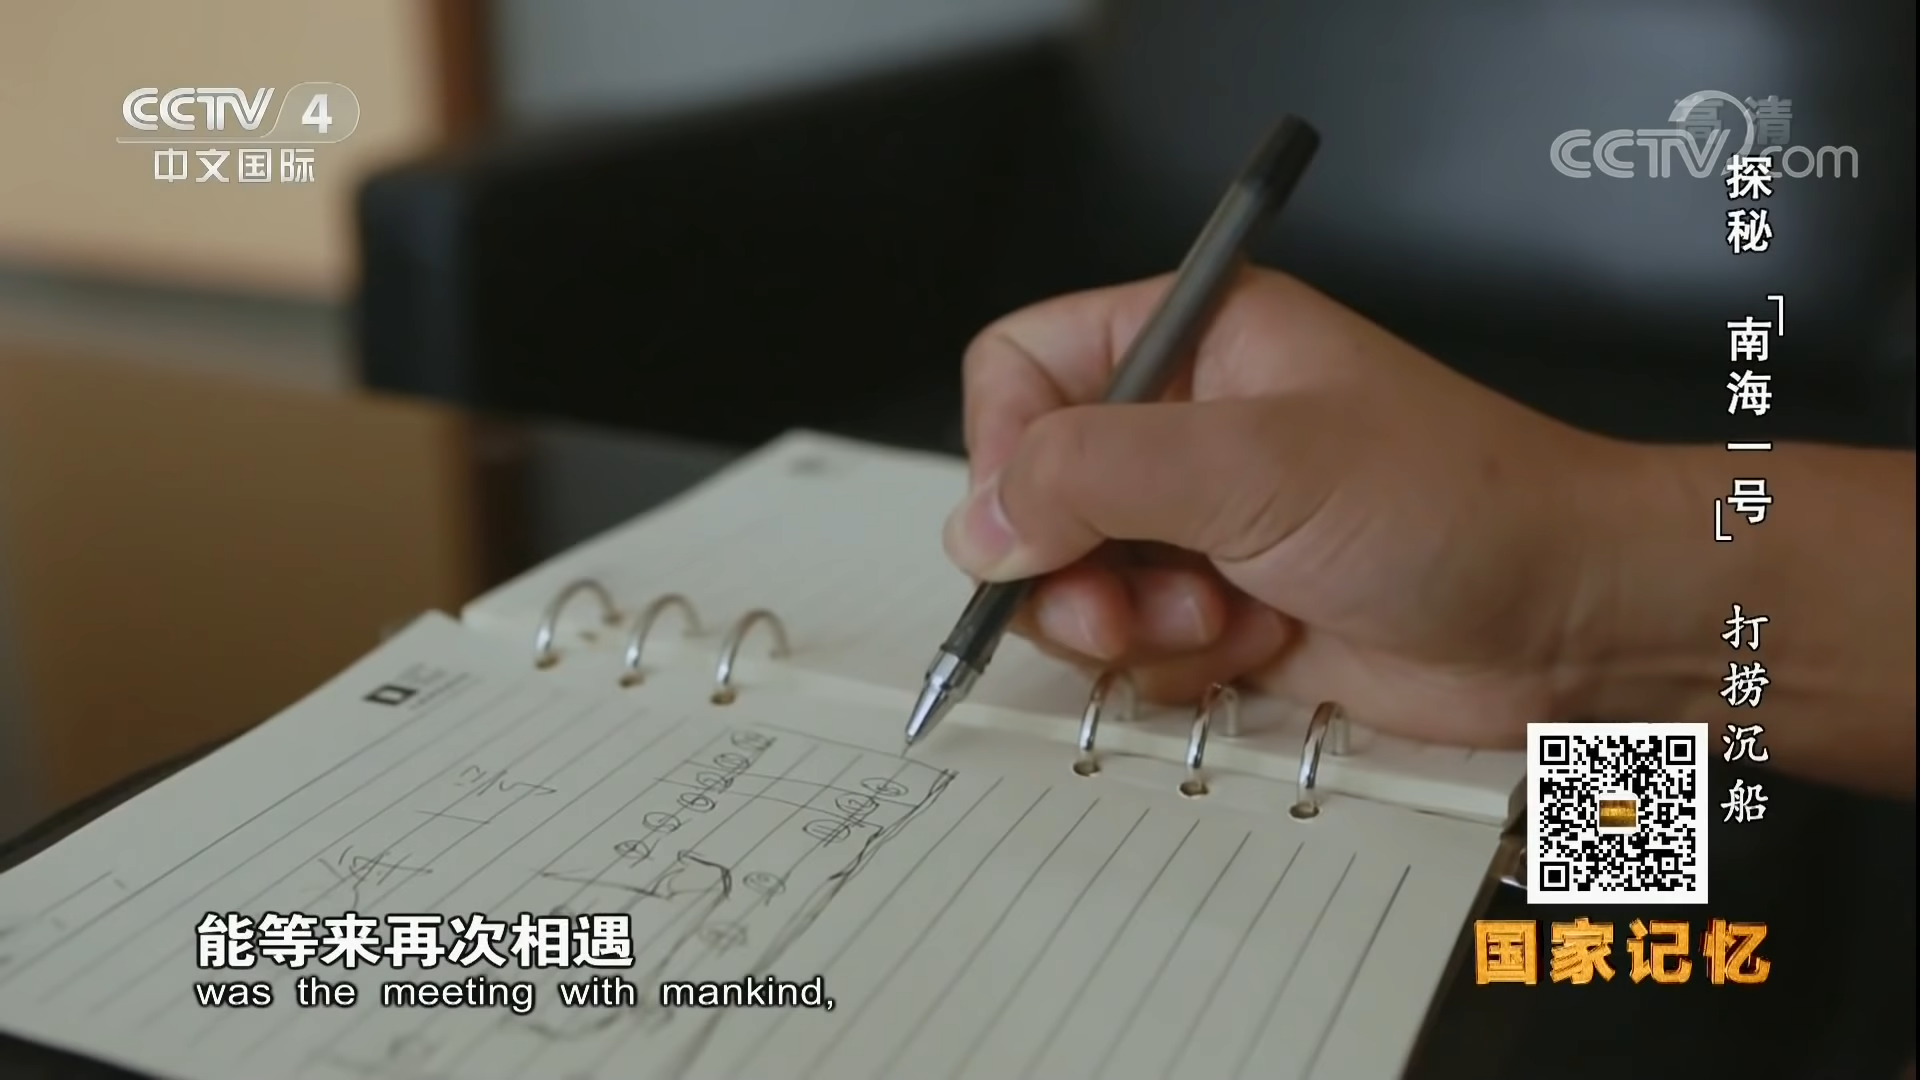 CCTV 4
中文国际
高清
CCTV.com
探秘「南海一号」 打捞沉船
国家记忆
能等来再次相遇
was the meeting with mankind,